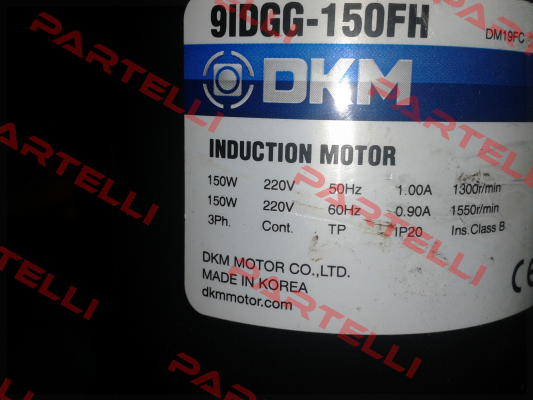 9IDGG-150FH
DM19FC
DKM
INDUCTION MOTOR
150W 220V 50Hz 1.00A 1300r/min
150W 220V 60Hz 0.90A 1550r/min
3Ph. Cont. TP IP20 Ins.Class B
DKM MOTOR CO.,LTD.
MADE IN KOREA
dkmmotor.com
CE
PARTELLI
PARTELLI
PARTELLI
PARTELLI
PARTELLI
PARTELLI
PARTELLI